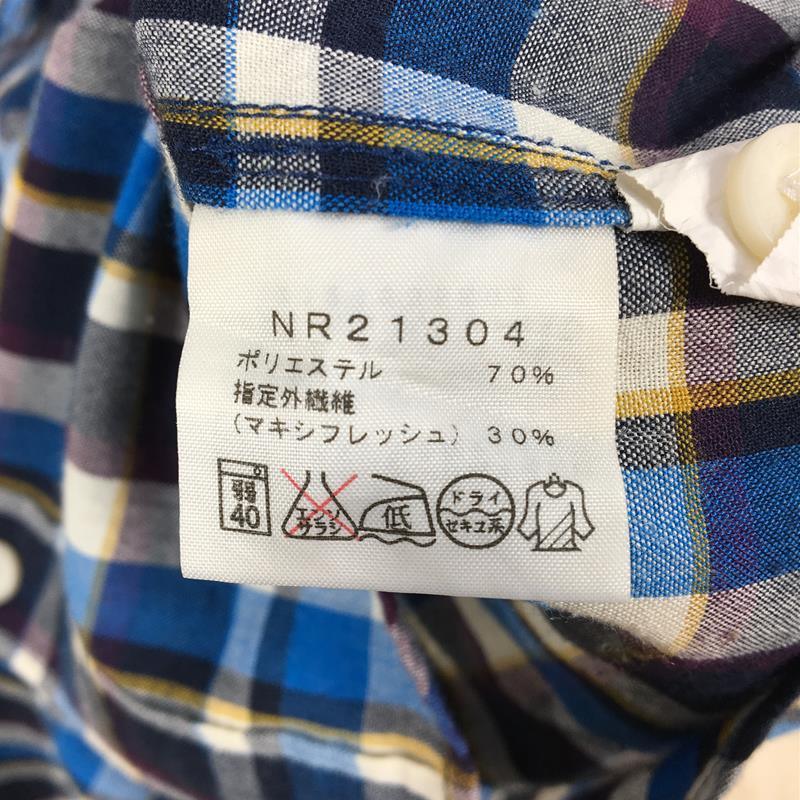 NR21304
ポリエステル 70%
指定外繊維
(マキシフレッシュ) 30%
弱 40
エンソ サラシ
低
ドライ セキユ系